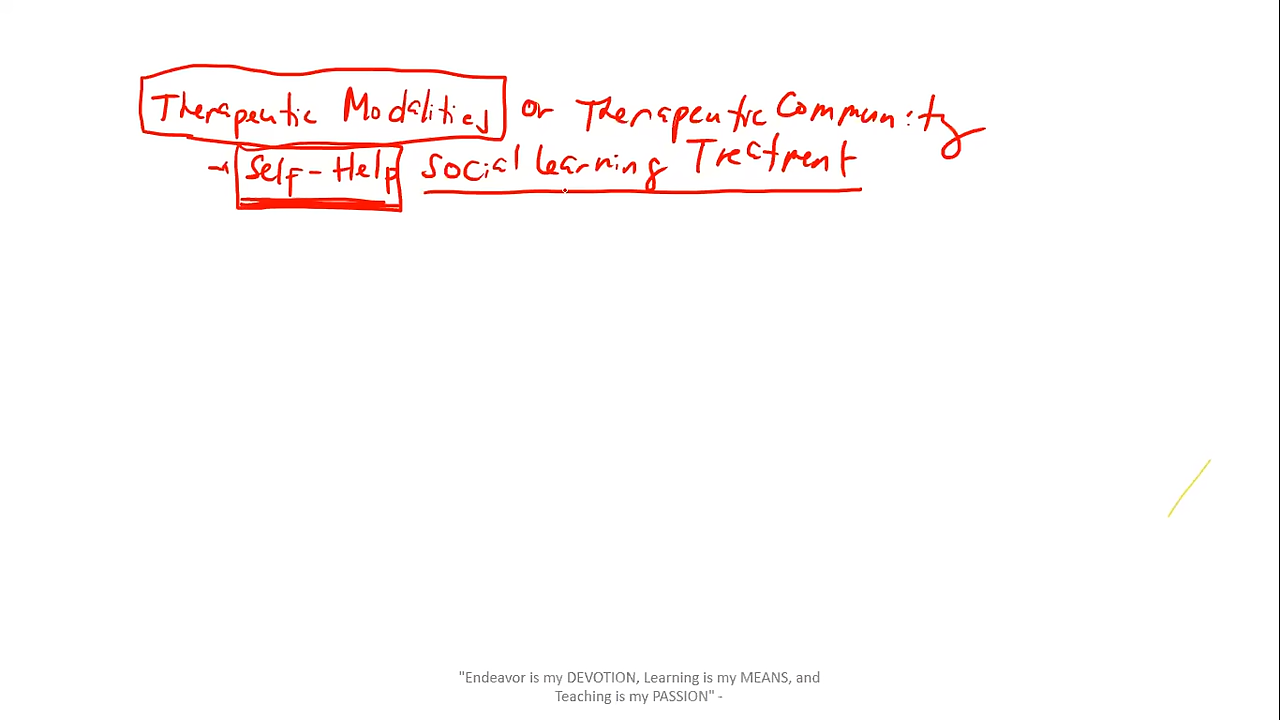 Therapeutic Modalities or Therapeutic Community
→ Self-Help Social Learning Treatment
"Endeavor is my DEVOTION, Learning is my MEANS, and
Teaching is my PASSION" -